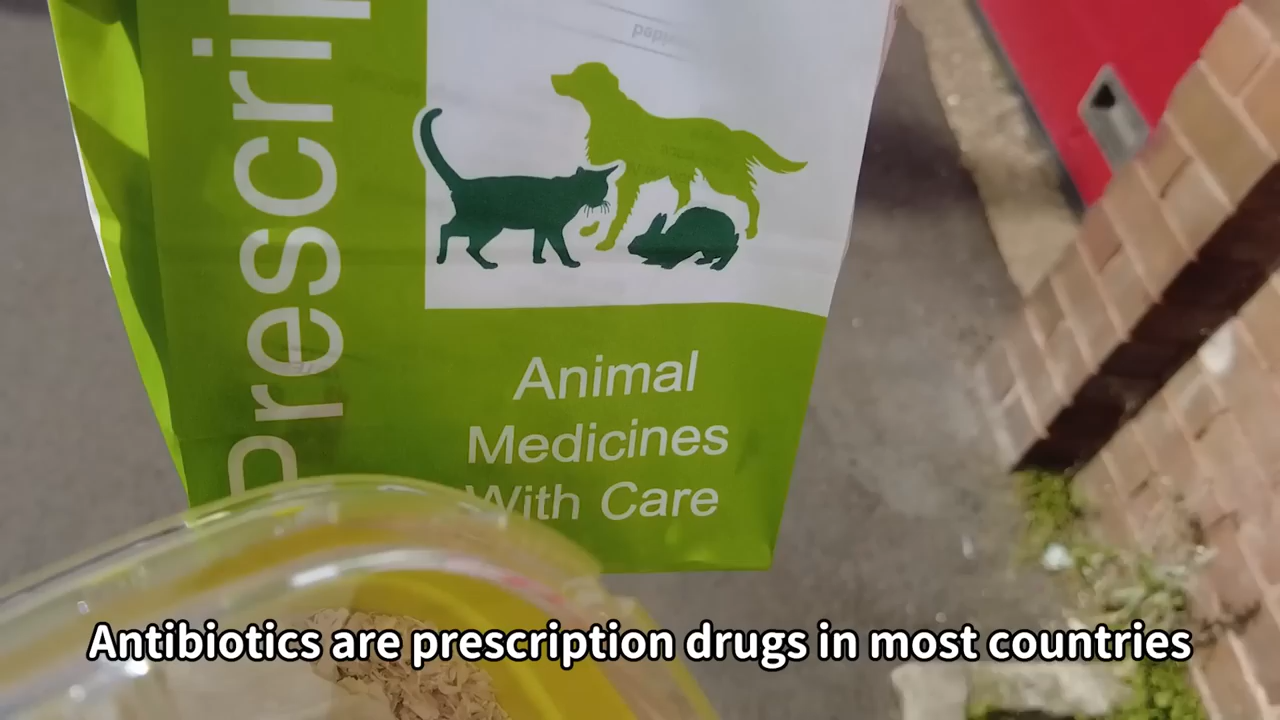 Prescri
Animal
Medicines
With Care
Antibiotics are prescription drugs in most countries